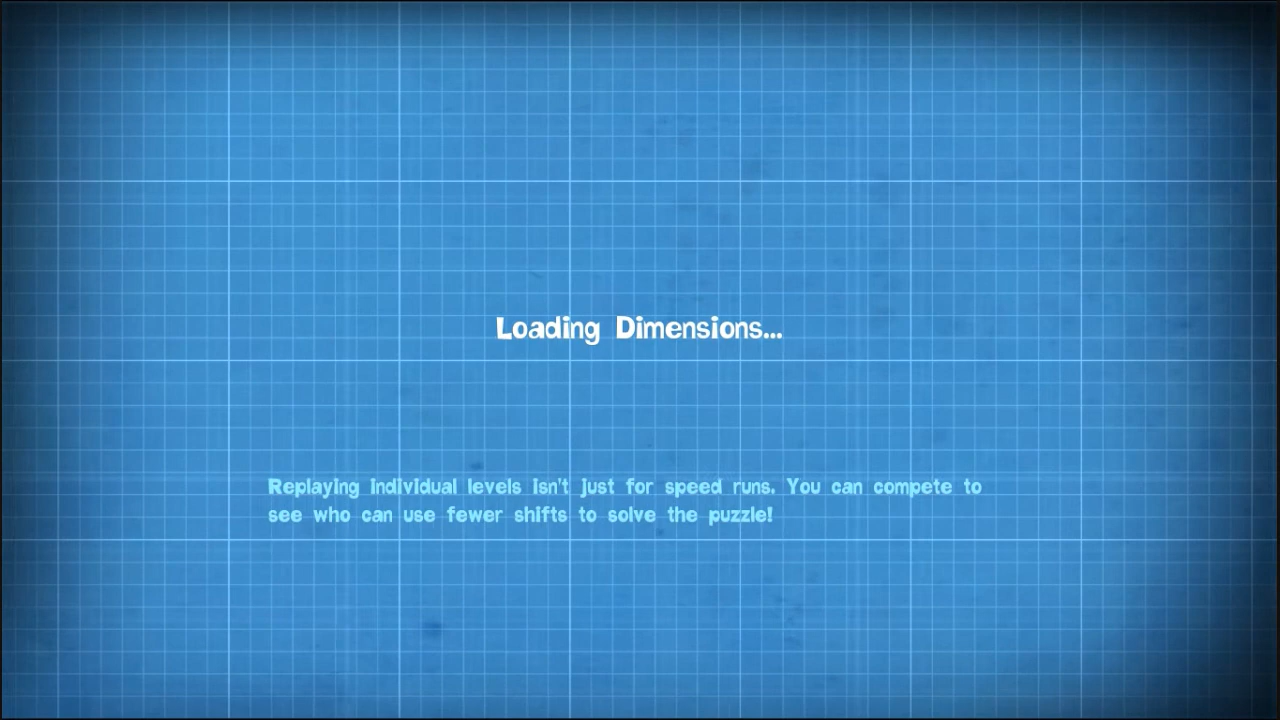 Loading Dimensions...
Replaying individual levels isn't just for speed runs. You can compete to
see who can use fewer shifts to solve the puzzle!